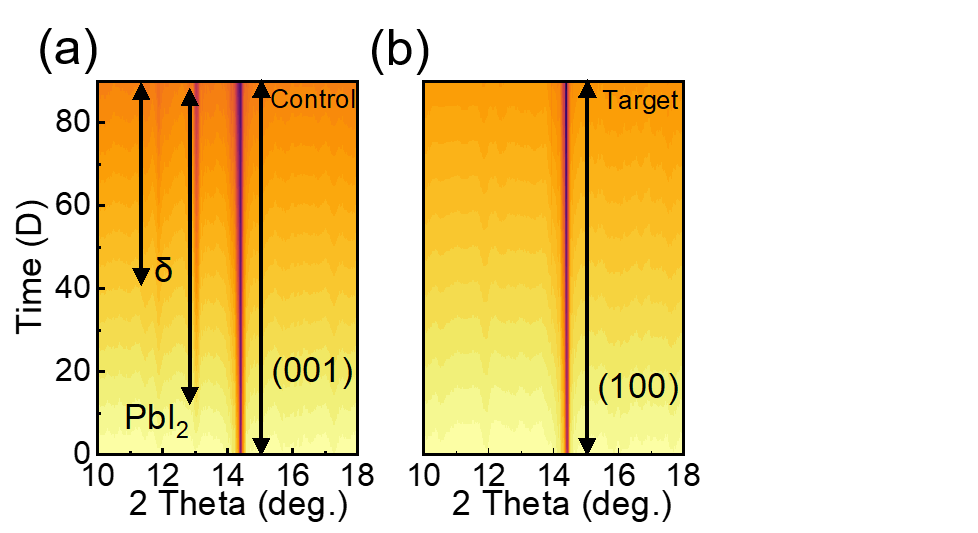 (a)
(b)
Time (D)
80
60
40
20
0
Control
δ
(001)
PbI₂
10 12 14 16 18
2 Theta (deg.)
Target
(100)
10 12 14 16 18
2 Theta (deg.)